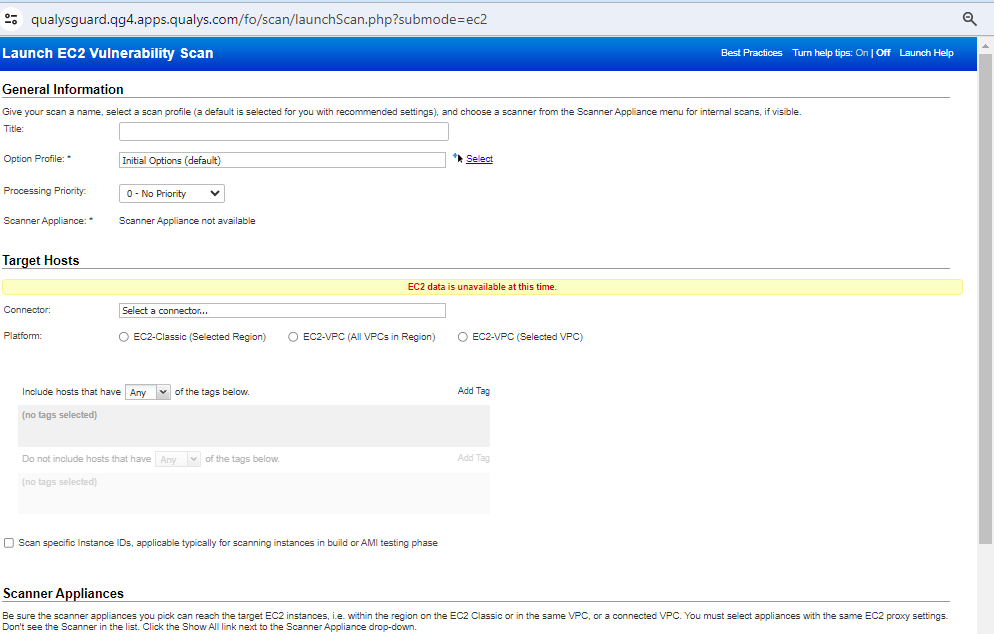 qualysguard.qg4.apps.qualys.com/fo/scan/launchScan.php?submode=ec2
Launch EC2 Vulnerability Scan Best Practices Turn help tips: On | Off Launch Help
General Information
Give your scan a name, select a scan profile (a default is selected for you with recommended settings), and choose a scanner from the Scanner Appliance menu for internal scans, if visible.
Title:
Option Profile: * Initial Options (default) Select
Processing Priority: 0 - No Priority
Scanner Appliance: * Scanner Appliance not available
Target Hosts
EC2 data is unavailable at this time.
Connector: Select a connector...
Platform: EC2-Classic (Selected Region) EC2-VPC (All VPCs in Region) EC2-VPC (Selected VPC)
Include hosts that have Any of the tags below. Add Tag
(no tags selected)
Do not include hosts that have Any of the tags below. Add Tag
(no tags selected)
Scan specific Instance IDs, applicable typically for scanning instances in build or AMI testing phase
Scanner Appliances
Be sure the scanner appliances you pick can reach the target EC2 instances, i.e. within the region on the EC2 Classic or in the same VPC, or a connected VPC. You must select appliances with the same EC2 proxy settings.
Don't see the Scanner in the list. Click the Show All link next to the Scanner Appliance drop-down.